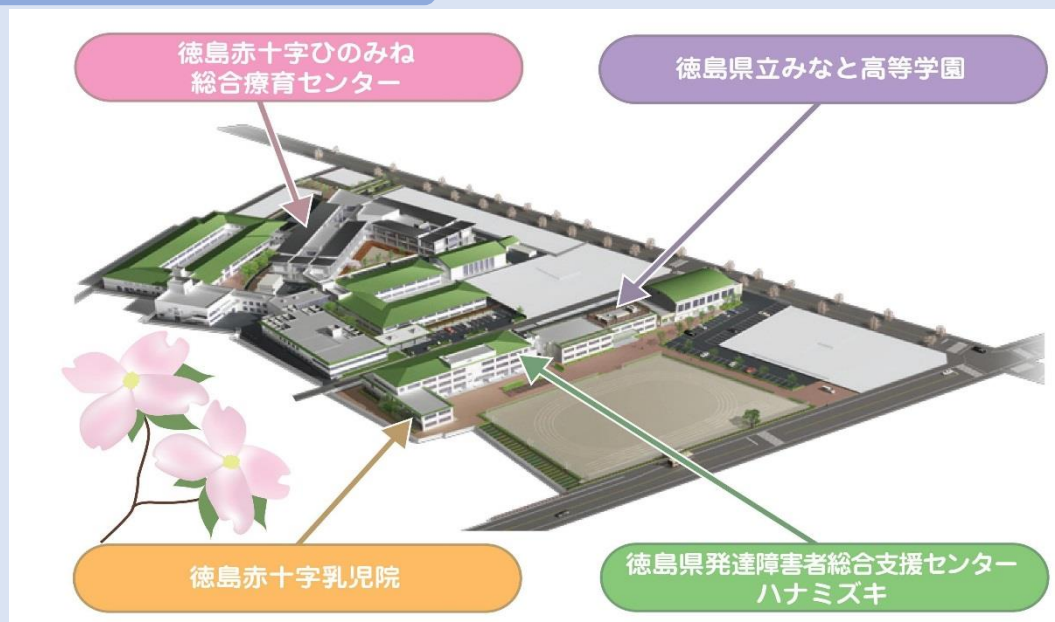 徳島赤十字ひのみね
総合療育センター
徳島県立みなと高等学園
徳島赤十字乳児院
徳島県発達障害者総合支援センター
ハナミズキ